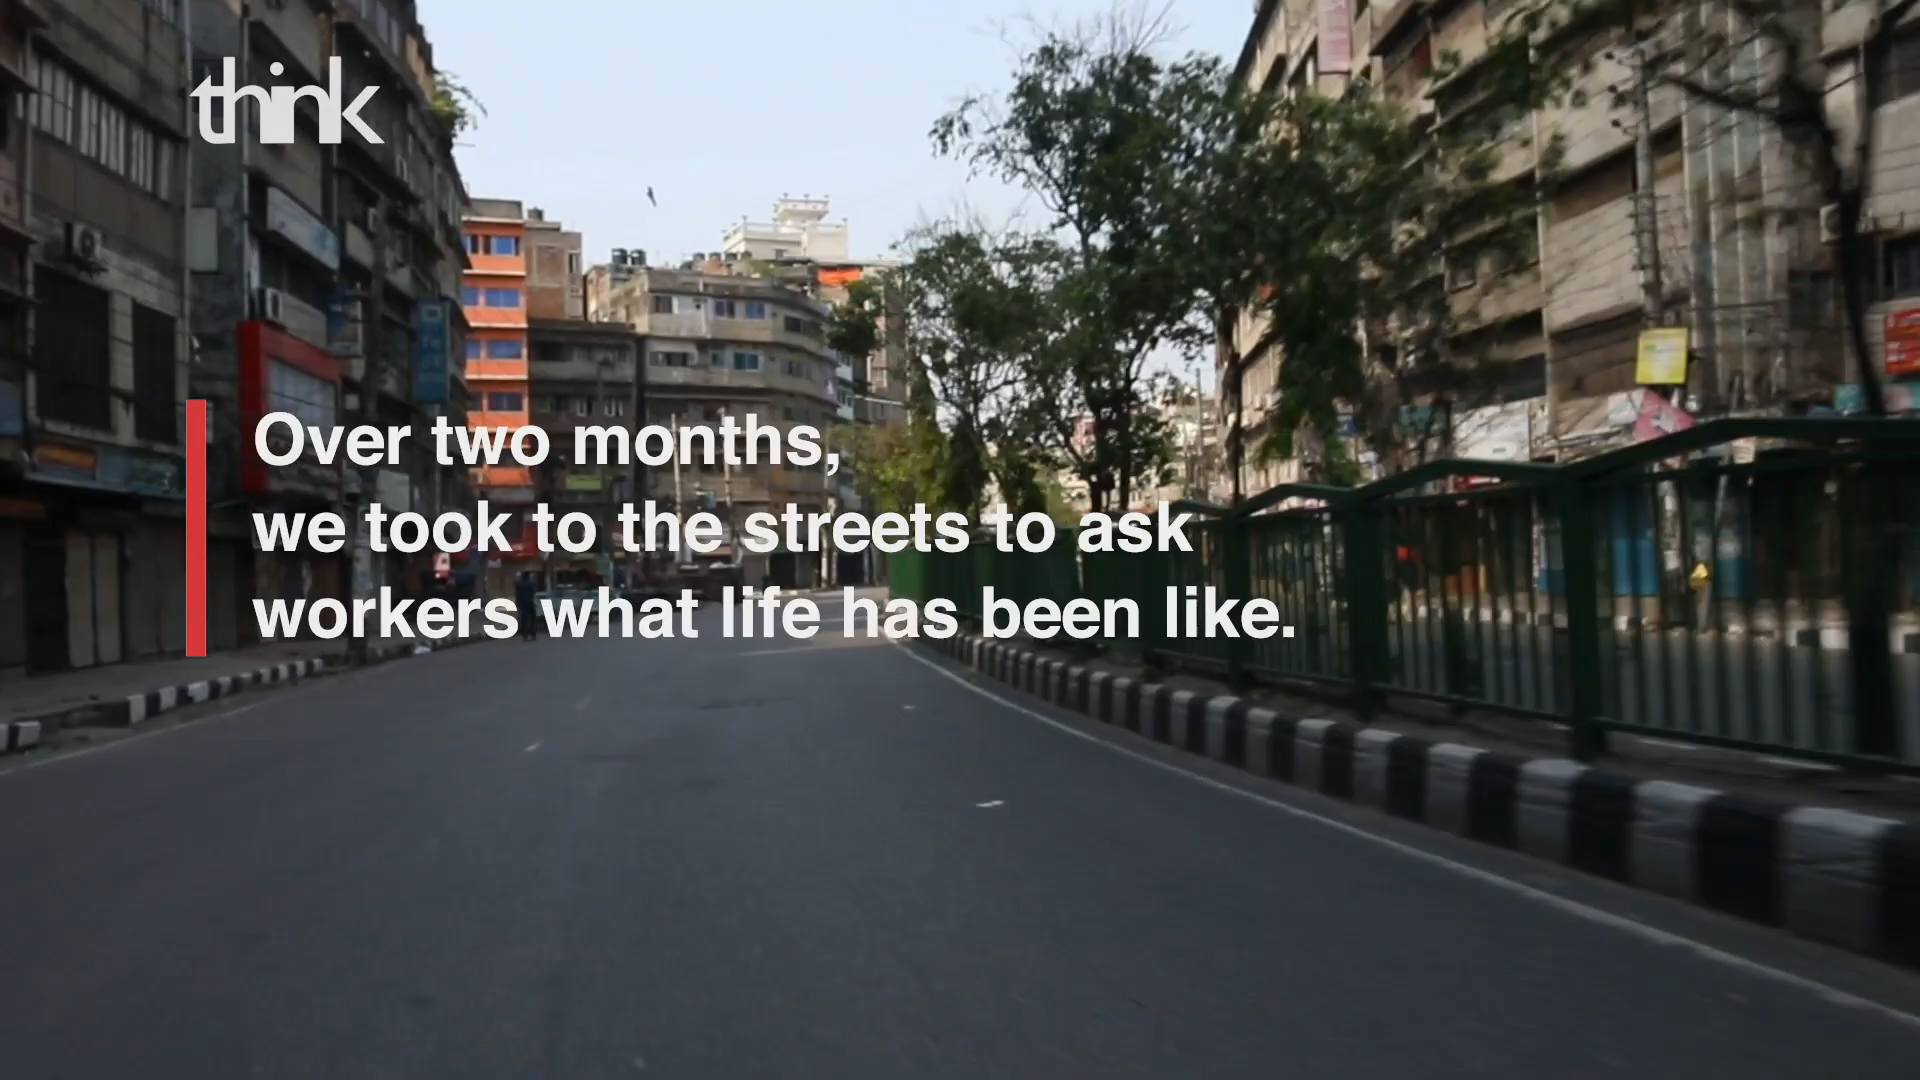 think
Over two months,
we took to the streets to ask
workers what life has been like.